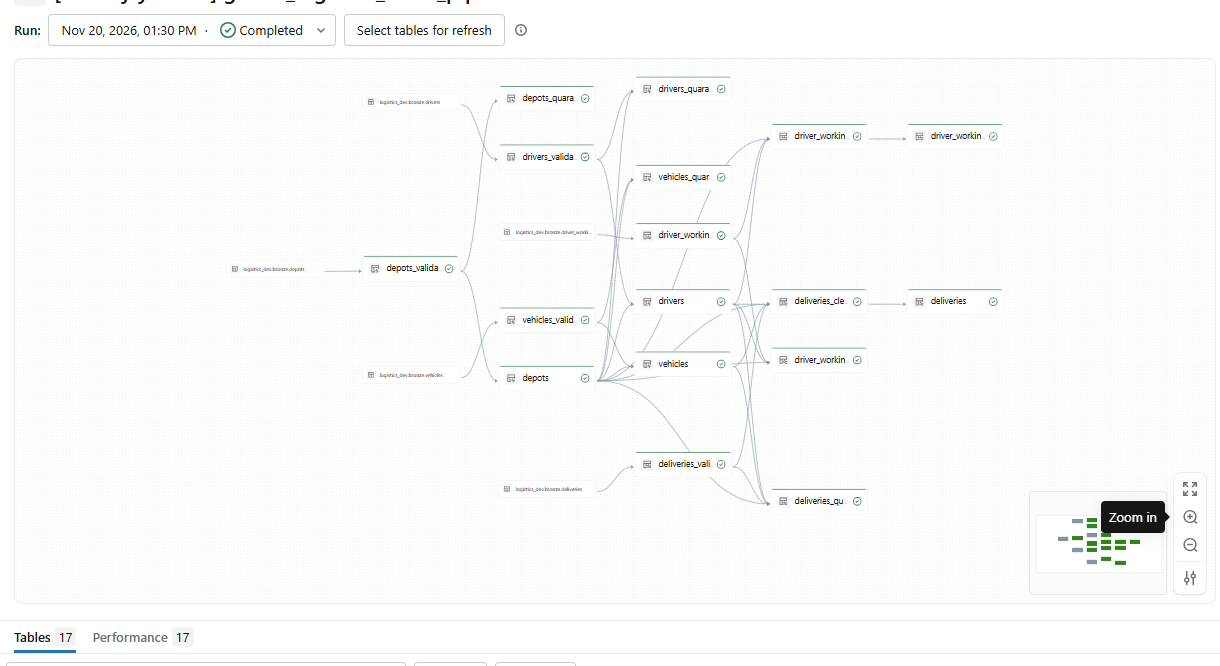 Run:
Nov 20, 2026, 01:30 PM · Completed
Select tables for refresh
logistics_dev.bronze.depots
logistics_dev.bronze.drivers
depots_valida
logistics_dev.bronze.vehicles
depots_quara
drivers_valida
logistics_dev.bronze.driver_worki...
vehicles_valid
depots
logistics_dev.bronze.deliveries
drivers_quara
vehicles_quar
driver_workin
drivers
vehicles
deliveries_vali
driver_workin
deliveries_cle
driver_workin
deliveries_qu
driver_workin
deliveries
Zoom in
Tables 17
Performance 17